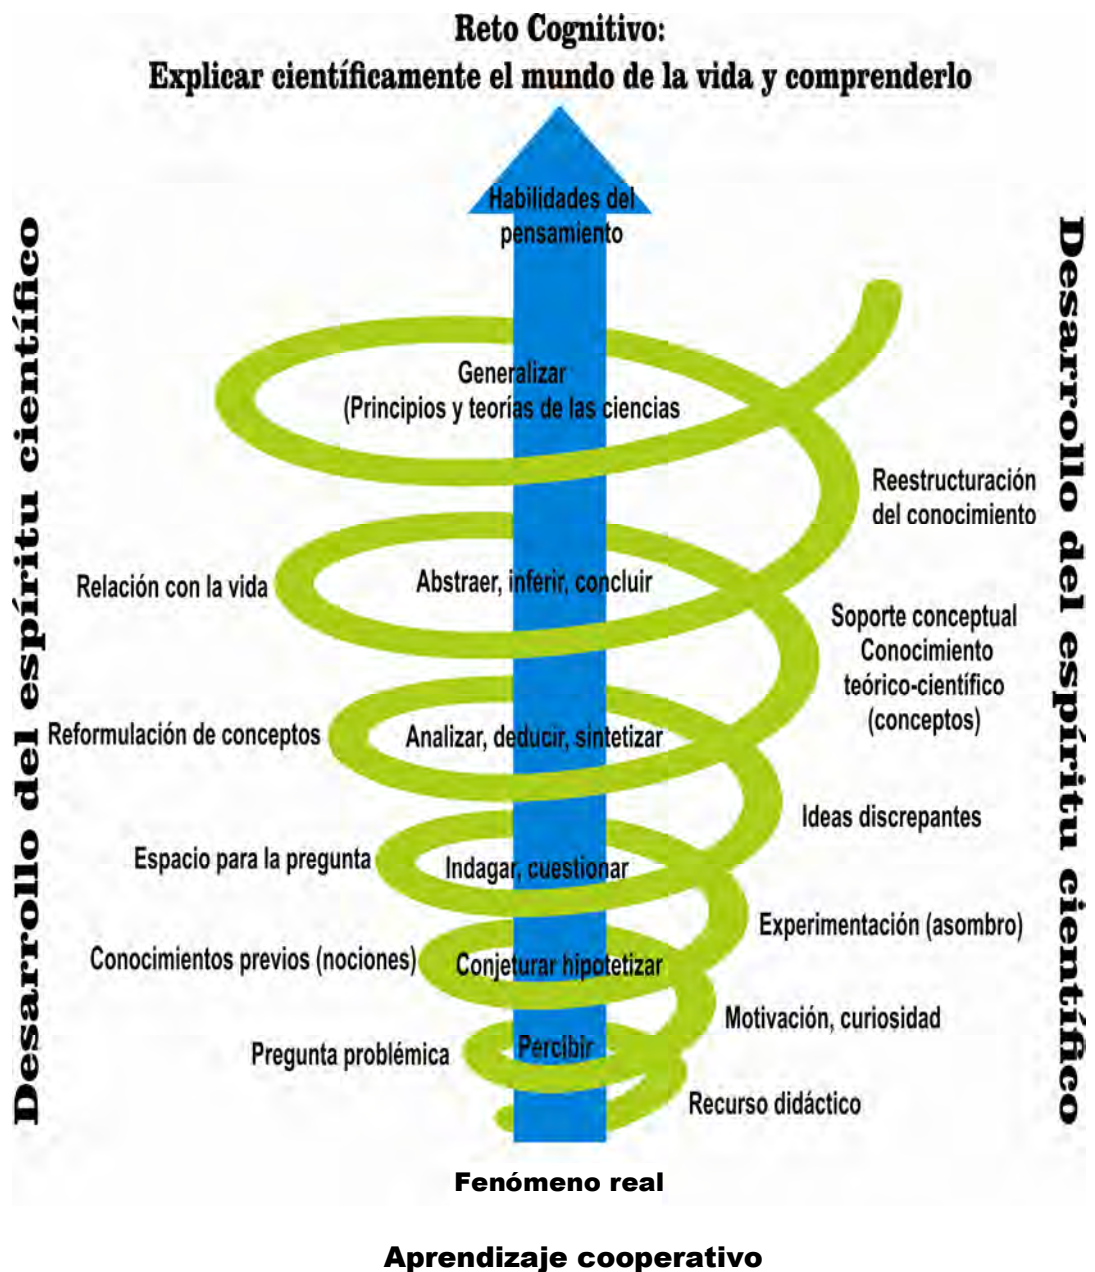 Reto Cognitivo:
Explicar científicamente el mundo de la vida y comprenderlo
Desarrollo del espíritu científico
Desarrollo del espíritu científico
Habilidades del
pensamiento
Generalizar
(Principios y teorías de las ciencias
Reestructuración
del conocimiento
Relación con la vida
Abstraer, inferir, concluir
Soporte conceptual
Conocimiento
teórico-científico
(conceptos)
Reformulación de conceptos
Analizar, deducir, sintetizar
Ideas discrepantes
Espacio para la pregunta
Indagar, cuestionar
Experimentación (asombro)
Conocimientos previos (nociones)
Conjeturar hipotetizar
Motivación, curiosidad
Pregunta problémica
Percibir
Recurso didáctico
Fenómeno real
Aprendizaje cooperativo